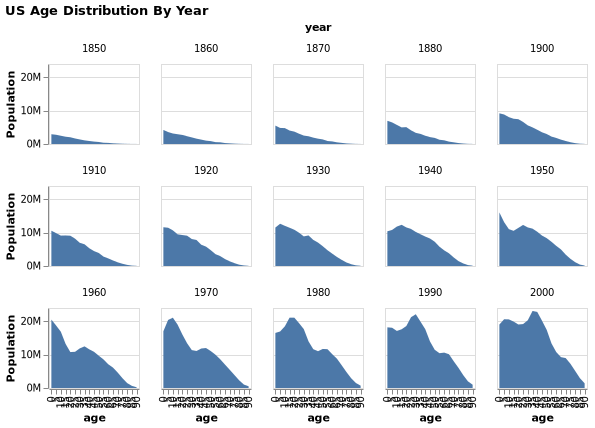 US Age Distribution By Year
year
1850 1860 1870 1880 1900
Population 20M 10M 0M
1910 1920 1930 1940 1950
Population 20M 10M 0M
1960 1970 1980 1990 2000
Population 20M 10M 0M
age age age age age